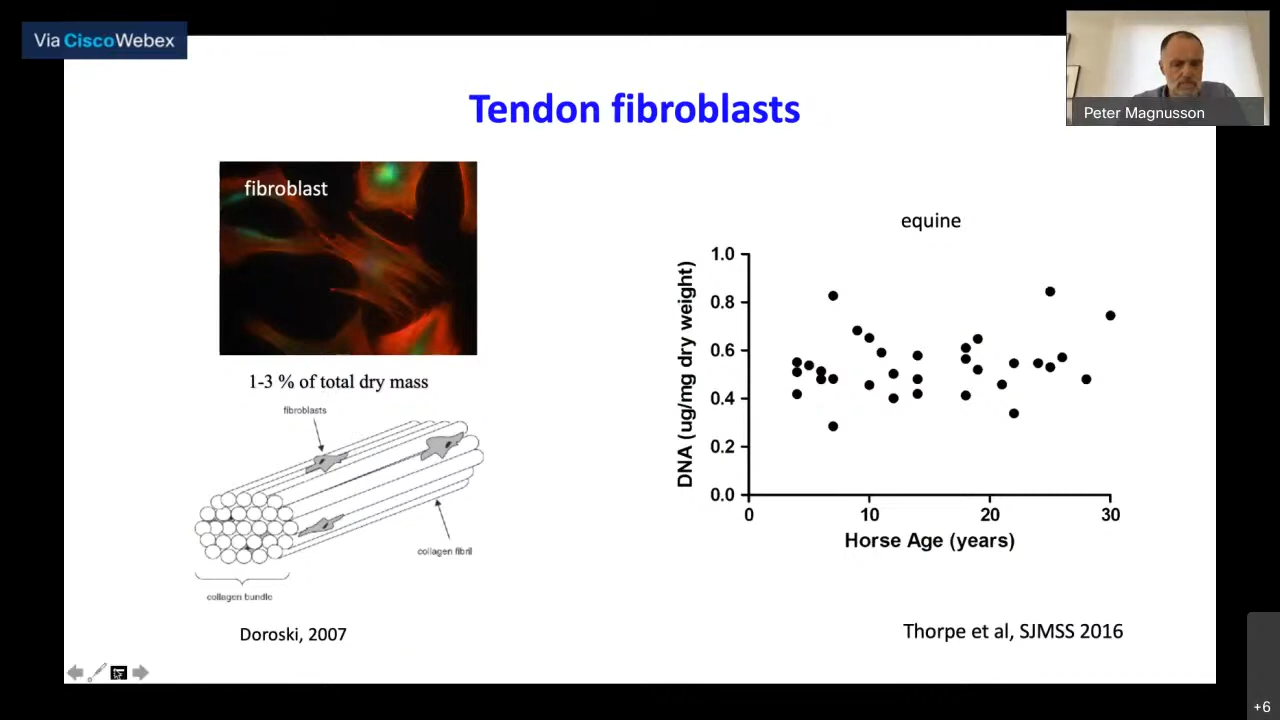 Via Cisco Webex
Peter Magnusson
Tendon fibroblasts
fibroblast
1-3 % of total dry mass
fibroblasts
collagen fibril
collagen bundle
Doroski, 2007
equine
DNA (ug/mg dry weight)
1.0
0.8
0.6
0.4
0.2
0.0
0 10 20 30
Horse Age (years)
Thorpe et al, SJMSS 2016
+6